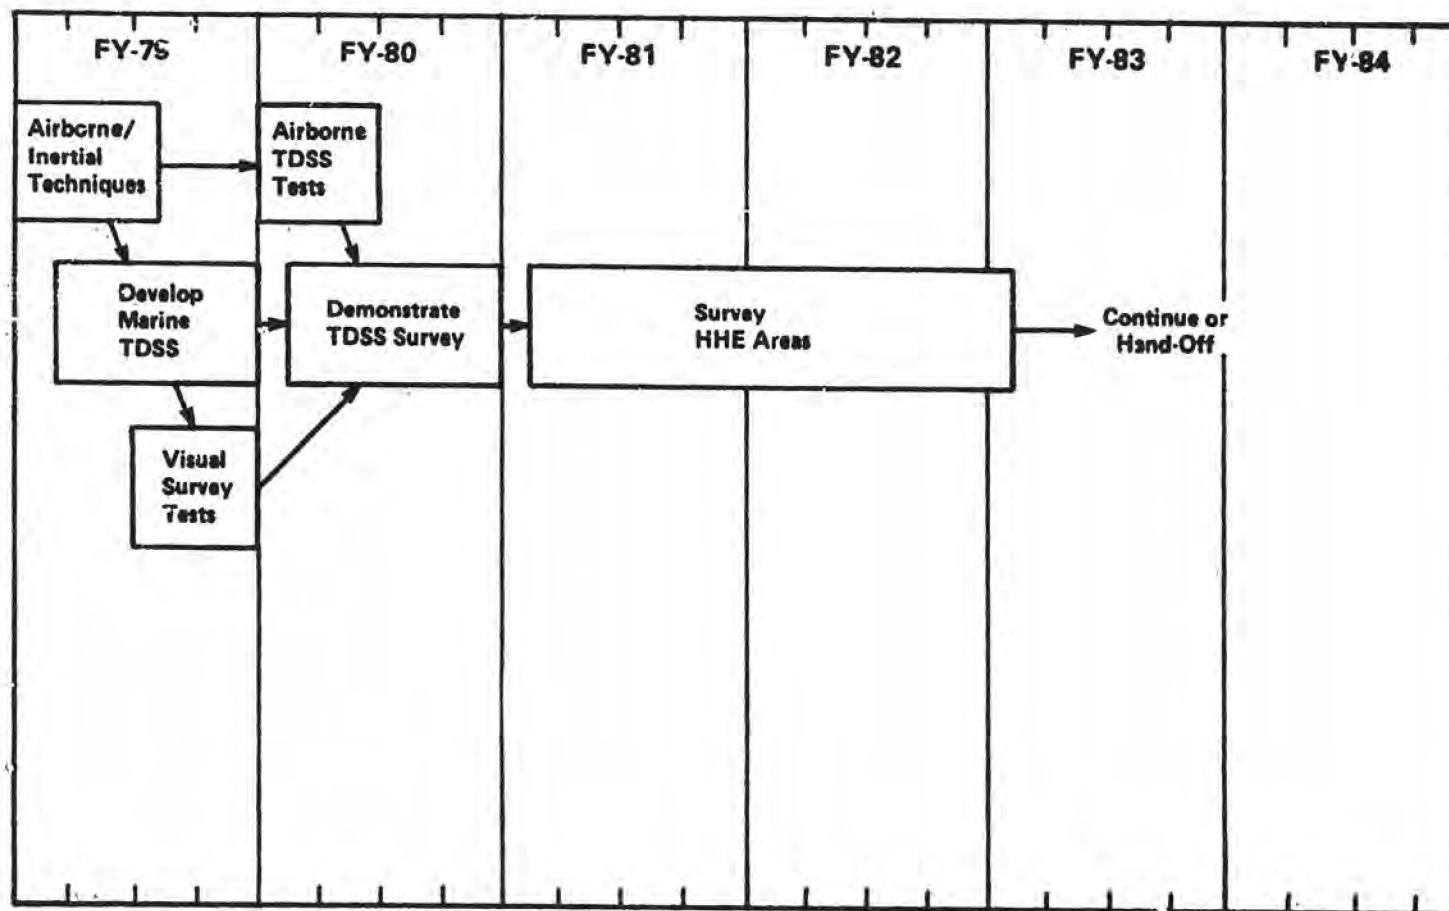 FY-79
FY-80
FY-81
FY-82
FY-83
FY-84
Airborne/
Inertial
Techniques
Airborne
TDSS
Tests
Develop
Marine
TDSS
Demonstrate
TDSS Survey
Survey
HHE Areas
Continue or
Hand-Off
Visual
Survey
Tests